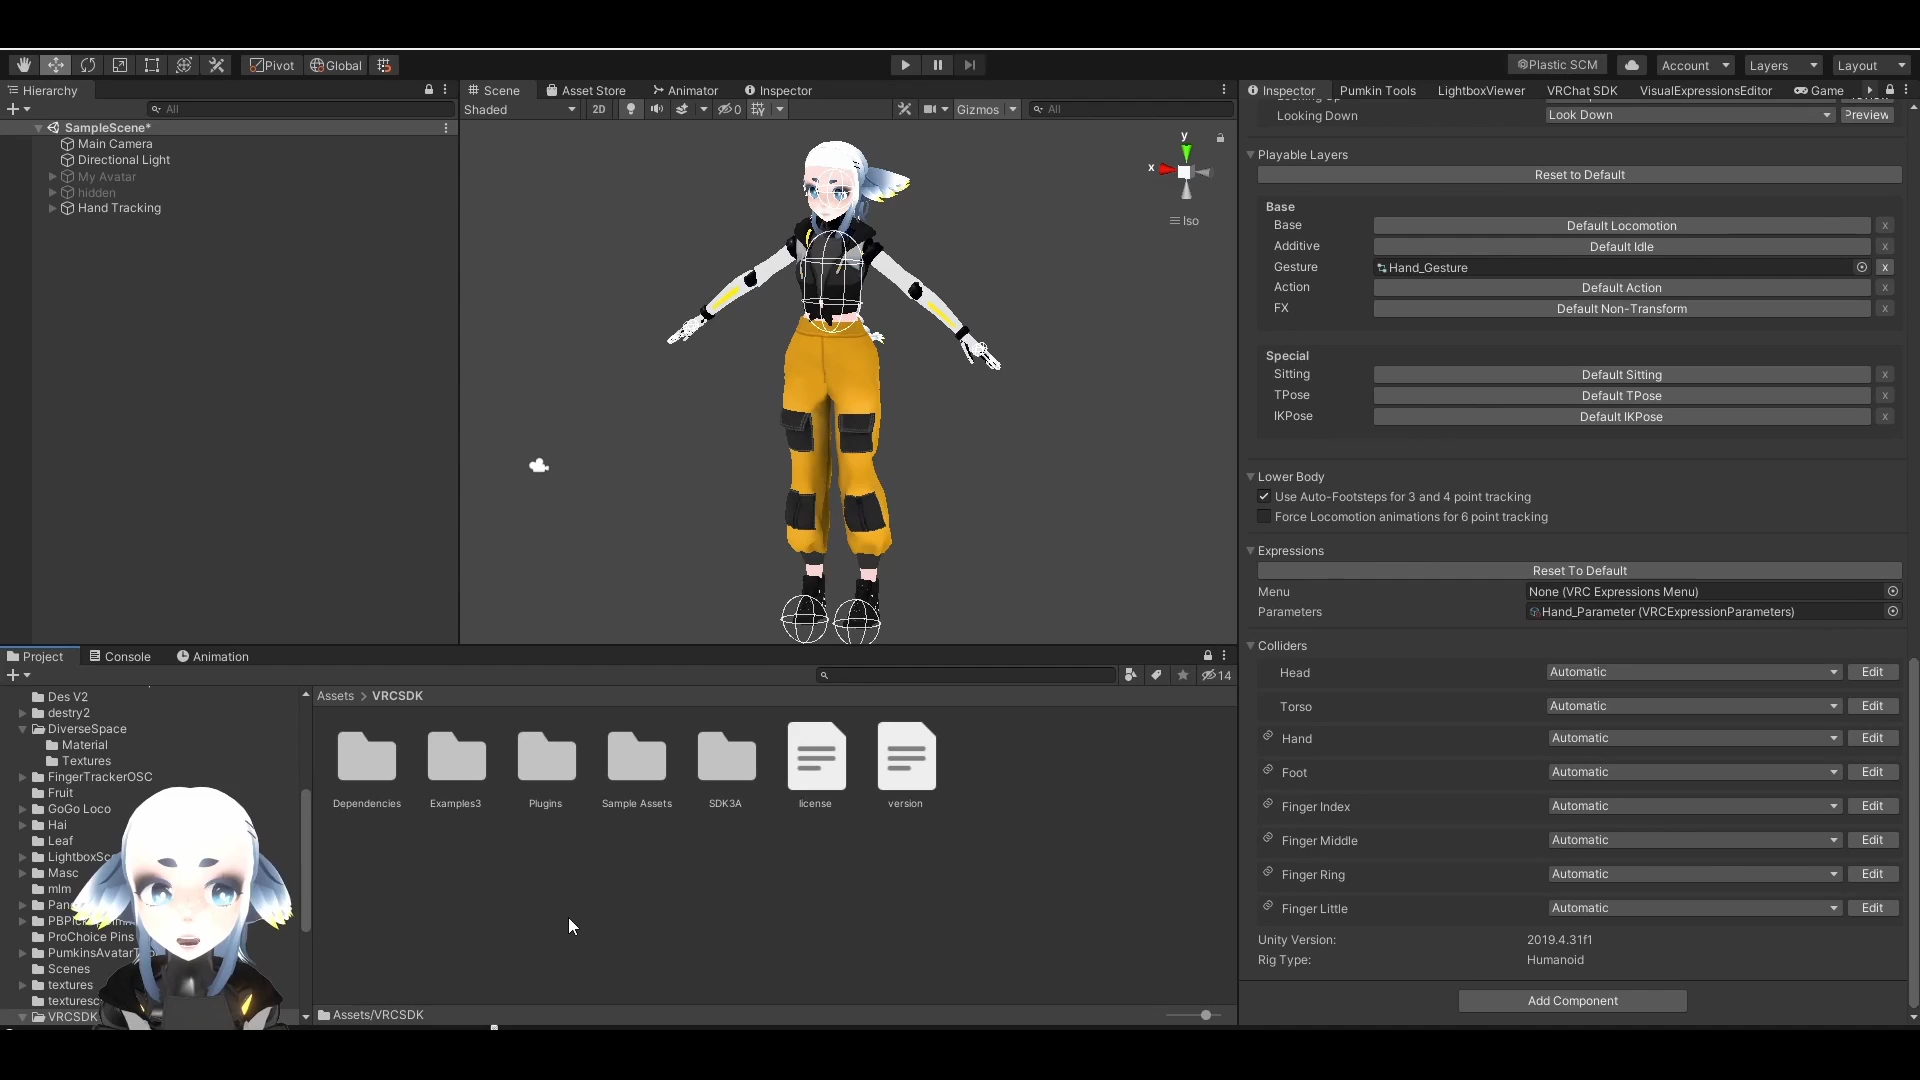 Pivot
Global
Plastic SCM
Account
Layers
Layout
Hierarchy
All
SampleScene*
Main Camera
Directional Light
My Avatar
hidden
Hand Tracking
Scene
Asset Store
Animator
Inspector
Shaded
2D
0
Gizmos
All
y
x
Iso
Inspector
Pumkin Tools
LightboxViewer
VRChat SDK
VisualExpressionsEditor
Game
Looking Down
Look Down
Preview
Playable Layers
Reset to Default
Base
Base
Default Locomotion
x
Additive
Default Idle
x
Gesture
Hand_Gesture
x
Action
Default Action
x
FX
Default Non-Transform
x
Special
Sitting
Default Sitting
x
TPose
Default TPose
x
IKPose
Default IKPose
x
Lower Body
Use Auto-Footsteps for 3 and 4 point tracking
Force Locomotion animations for 6 point tracking
Expressions
Reset To Default
Menu
None (VRC Expressions Menu)
Parameters
Hand_Parameter (VRCExpressionParameters)
Colliders
Head
Automatic
Edit
Torso
Automatic
Edit
Hand
Automatic
Edit
Foot
Automatic
Edit
Finger Index
Automatic
Edit
Finger Middle
Automatic
Edit
Finger Ring
Automatic
Edit
Finger Little
Automatic
Edit
Unity Version:
2019.4.31f1
Rig Type:
Humanoid
Add Component
Project
Console
Animation
14
Des V2
destry2
DiverseSpace
Material
Textures
FingerTrackerOSC
Fruit
GoGo Loco
Hai
Leaf
LightboxSc
Masc
mlm
Pan
PBPic
ProChoice Pins
PumkinsAvatarT
Scenes
textures
texturesc
VRCSDK
Assets > VRCSDK
Dependencies
Examples3
Plugins
Sample Assets
SDK3A
license
version
Assets/VRCSDK